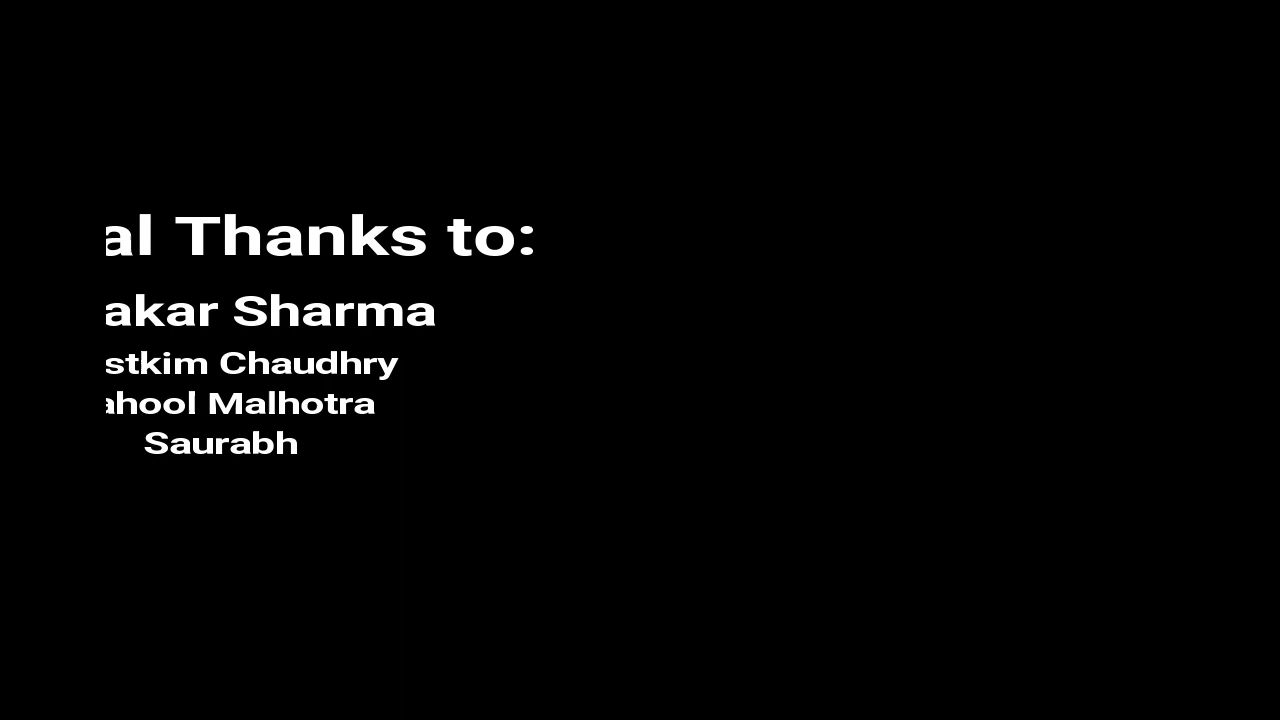 al Thanks to:
akar Sharma
stkim Chaudhry
ahool Malhotra
Saurabh